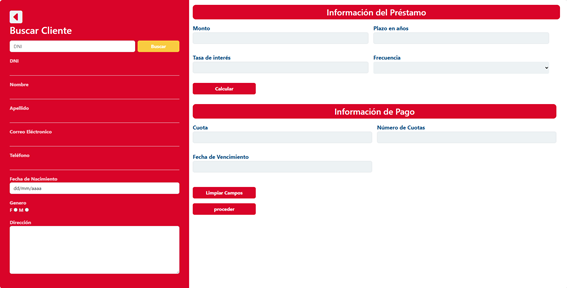 Buscar Cliente
DNI
Buscar
DNI
Nombre
Apellido
Correo Eléctronico
Teléfono
Fecha de Nacimiento
dd/mm/aaaa
Genero
F M
Dirección
Información del Préstamo
Monto
Plazo en años
Tasa de interés
Frecuencia
Calcular
Información de Pago
Cuota
Número de Cuotas
Fecha de Vencimiento
Limpiar Campos
proceder